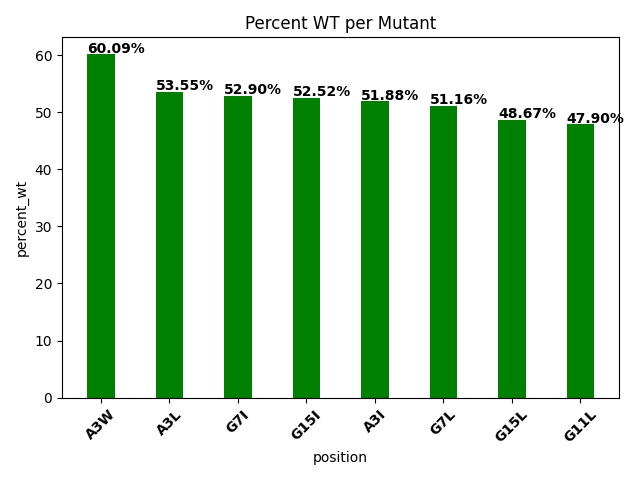 Percent WT per Mutant
percent_wt
60
50
40
30
20
10
0
60.09%
53.55%
52.90%
52.52%
51.88%
51.16%
48.67%
47.90%
A3W
A3L
G7I
G15I
A3I
G7L
G15L
G11L
position